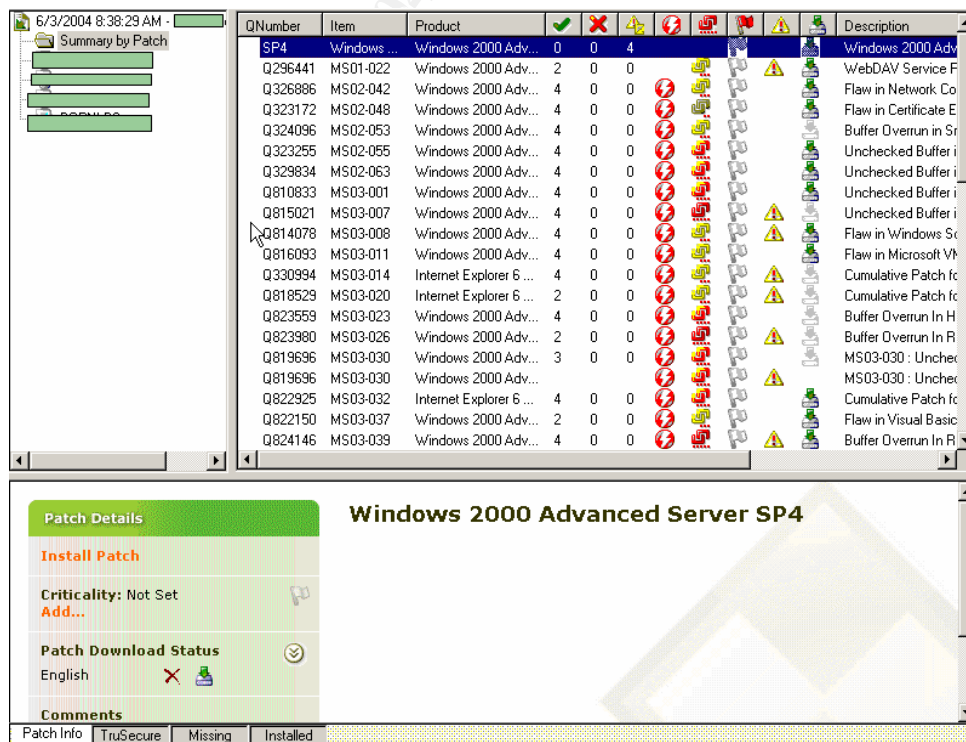 6/3/2004 8:38:29 AM -
Summary by Patch
QNumber Item Product Description
SP4 Windows ... Windows 2000 Adv... 0 0 4 Windows 2000 Adv
Q296441 MS01-022 Windows 2000 Adv... 2 0 0 WebDAV Service F
Q326886 MS02-042 Windows 2000 Adv... 4 0 0 Flaw in Network Co
Q323172 MS02-048 Windows 2000 Adv... 4 0 0 Flaw in Certificate E
Q324096 MS02-053 Windows 2000 Adv... 4 0 0 Buffer Overrun in Sm
Q323255 MS02-055 Windows 2000 Adv... 4 0 0 Unchecked Buffer i
Q329834 MS02-063 Windows 2000 Adv... 4 0 0 Unchecked Buffer i
Q810833 MS03-001 Windows 2000 Adv... 4 0 0 Unchecked Buffer i
Q815021 MS03-007 Windows 2000 Adv... 4 0 0 Unchecked Buffer i
Q814078 MS03-008 Windows 2000 Adv... 4 0 0 Flaw in Windows Sc
Q816093 MS03-011 Windows 2000 Adv... 4 0 0 Flaw in Microsoft VM
Q330994 MS03-014 Internet Explorer 6 ... 4 0 0 Cumulative Patch fo
Q818529 MS03-020 Internet Explorer 6 ... 2 0 0 Cumulative Patch fo
Q823559 MS03-023 Windows 2000 Adv... 4 0 0 Buffer Overrun In H
Q823980 MS03-026 Windows 2000 Adv... 2 0 0 Buffer Overrun In R
Q819696 MS03-030 Windows 2000 Adv... 3 0 0 MS03-030 : Unchec
Q819696 MS03-030 Windows 2000 Adv... MS03-030 : Unchec
Q822925 MS03-032 Internet Explorer 6 ... 4 0 0 Cumulative Patch fo
Q822150 MS03-037 Windows 2000 Adv... 2 0 0 Flaw in Visual Basic
Q824146 MS03-039 Windows 2000 Adv... 4 0 0 Buffer Overrun In R
Patch Details
Windows 2000 Advanced Server SP4
Install Patch
Criticality: Not Set
Add...
Patch Download Status
English
Comments
Patch Info TruSecure Missing Installed